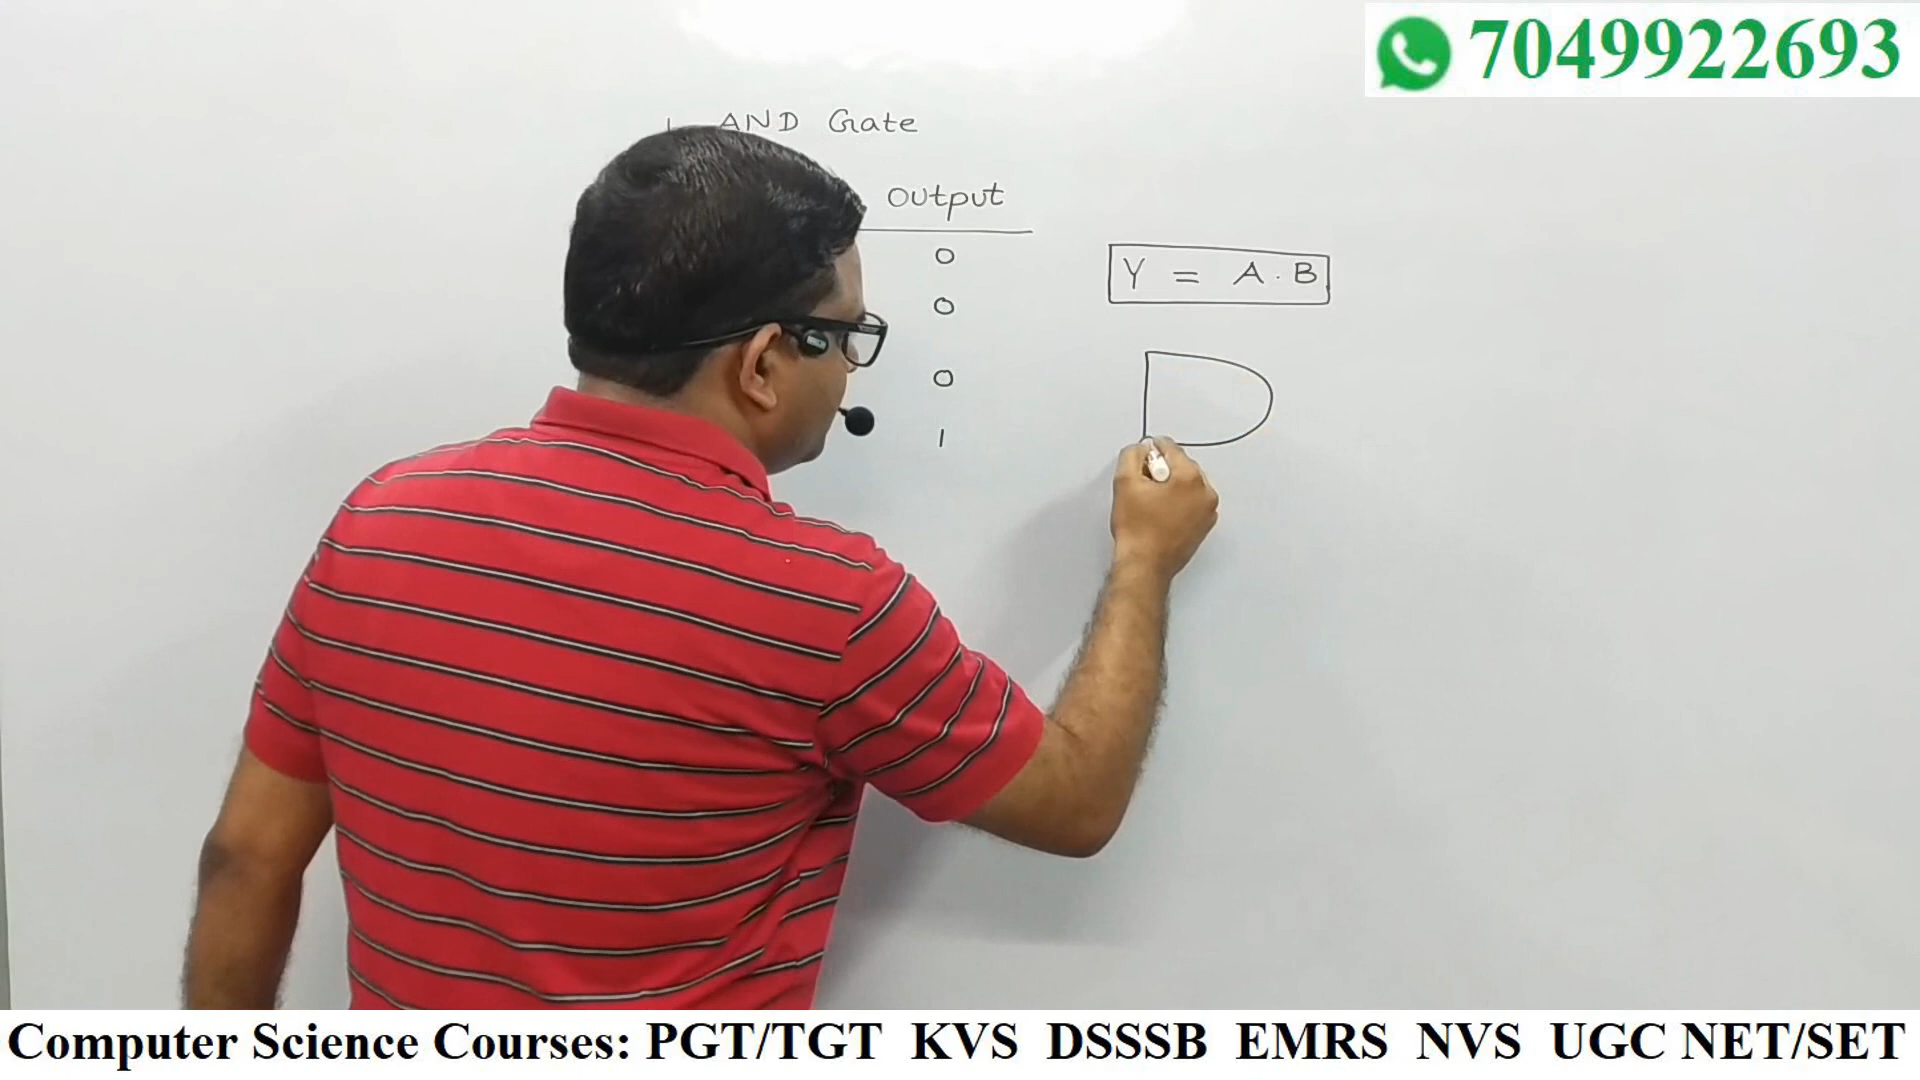 7049922693
AND Gate
Output
0
Y = A . B
0
0
1
Computer Science Courses: PGT/TGT KVS DSSSB EMRS NVS UGC NET/SET